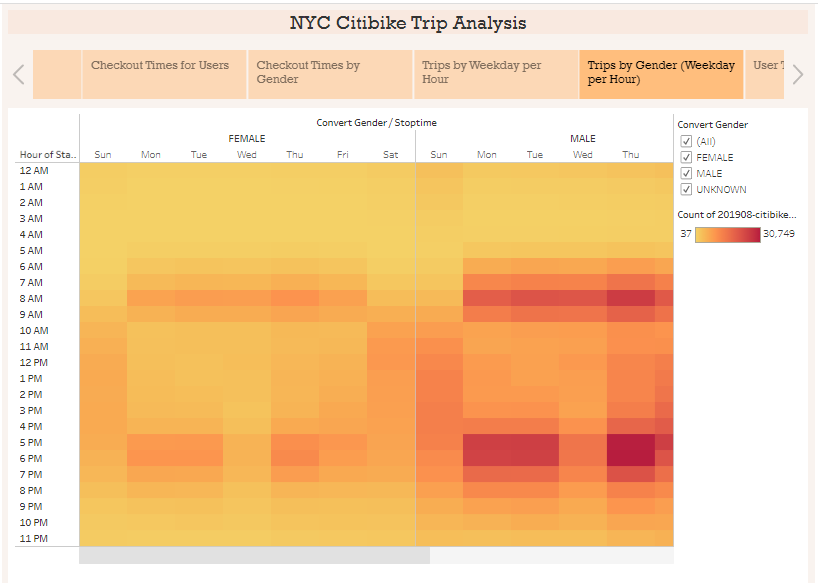 NYC Citibike Trip Analysis
Checkout Times for Users
Checkout Times by
Gender
Trips by Weekday per
Hour
Trips by Gender (Weekday
per Hour)
User T
Convert Gender / Stoptime
FEMALE MALE
Hour of Sta.. Sun Mon Tue Wed Thu Fri Sat Sun Mon Tue Wed Thu
12 AM
1 AM
2 AM
3 AM
4 AM
5 AM
6 AM
7 AM
8 AM
9 AM
10 AM
11 AM
12 PM
1 PM
2 PM
3 PM
4 PM
5 PM
6 PM
7 PM
8 PM
9 PM
10 PM
11 PM
Convert Gender
(All)
FEMALE
MALE
UNKNOWN
Count of 201908-citibike...
37 30,749